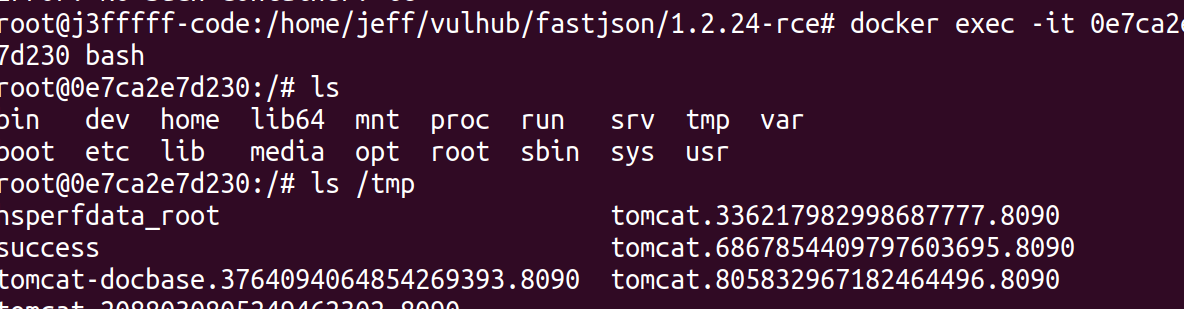 root@j3fffff-code:/home/jeff/vulhub/fastjson/1.2.24-rce# docker exec -it 0e7ca2e
7d230 bash
root@0e7ca2e7d230:/# ls
bin dev home lib64 mnt proc run srv tmp var
boot etc lib media opt root sbin sys usr
root@0e7ca2e7d230:/# ls /tmp
hsperfdata_root tomcat.336217982998687777.8090
success tomcat.6867854409797603695.8090
tomcat-docbase.3764094064854269393.8090 tomcat.805832967182464496.8090